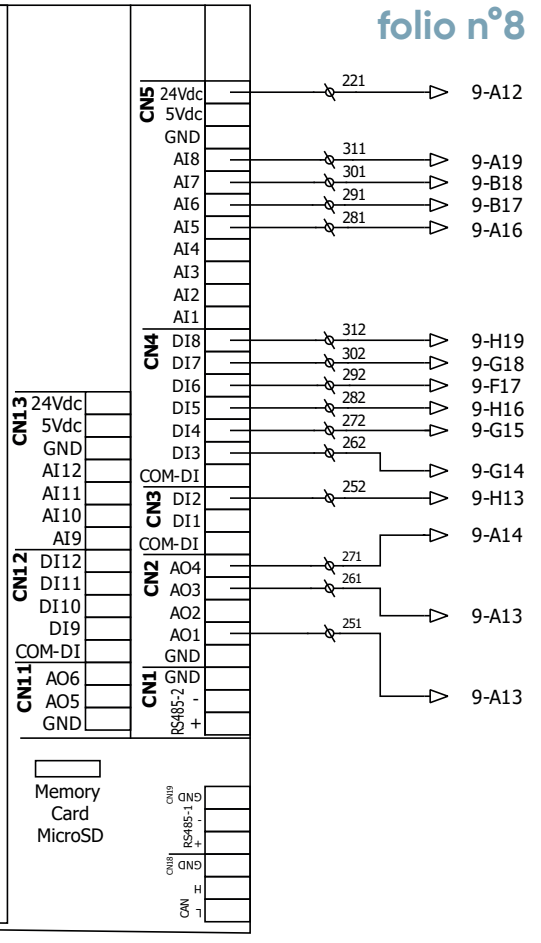 folio n°8
CN5 24Vdc 221 9-A12
5Vdc
GND
AI8 311 9-A19
AI7 301 9-B18
AI6 291 9-B17
AI5 281 9-A16
AI4
AI3
AI2
AI1
CN4 DI8 312 9-H19
DI7 302 9-G18
DI6 292 9-F17
DI5 282 9-H16
DI4 272 9-G15
DI3 262 9-G14
COM-DI
CN3 DI2 252 9-H13
DI1
COM-DI
CN2 AO4 271 9-A14
AO3 261 9-A13
AO2
AO1 251 9-A13
GND
CN1 GND
RS485-2 -
+
CN13 24Vdc
5Vdc
GND
AI12
AI11
AI10
AI9
CN12 DI12
DI11
DI10
DI9
COM-DI
CN11 AO6
AO5
GND
Memory
Card
MicroSD
CN19 GND
RS485-1 -
+
CN18 GND
H
CAN L